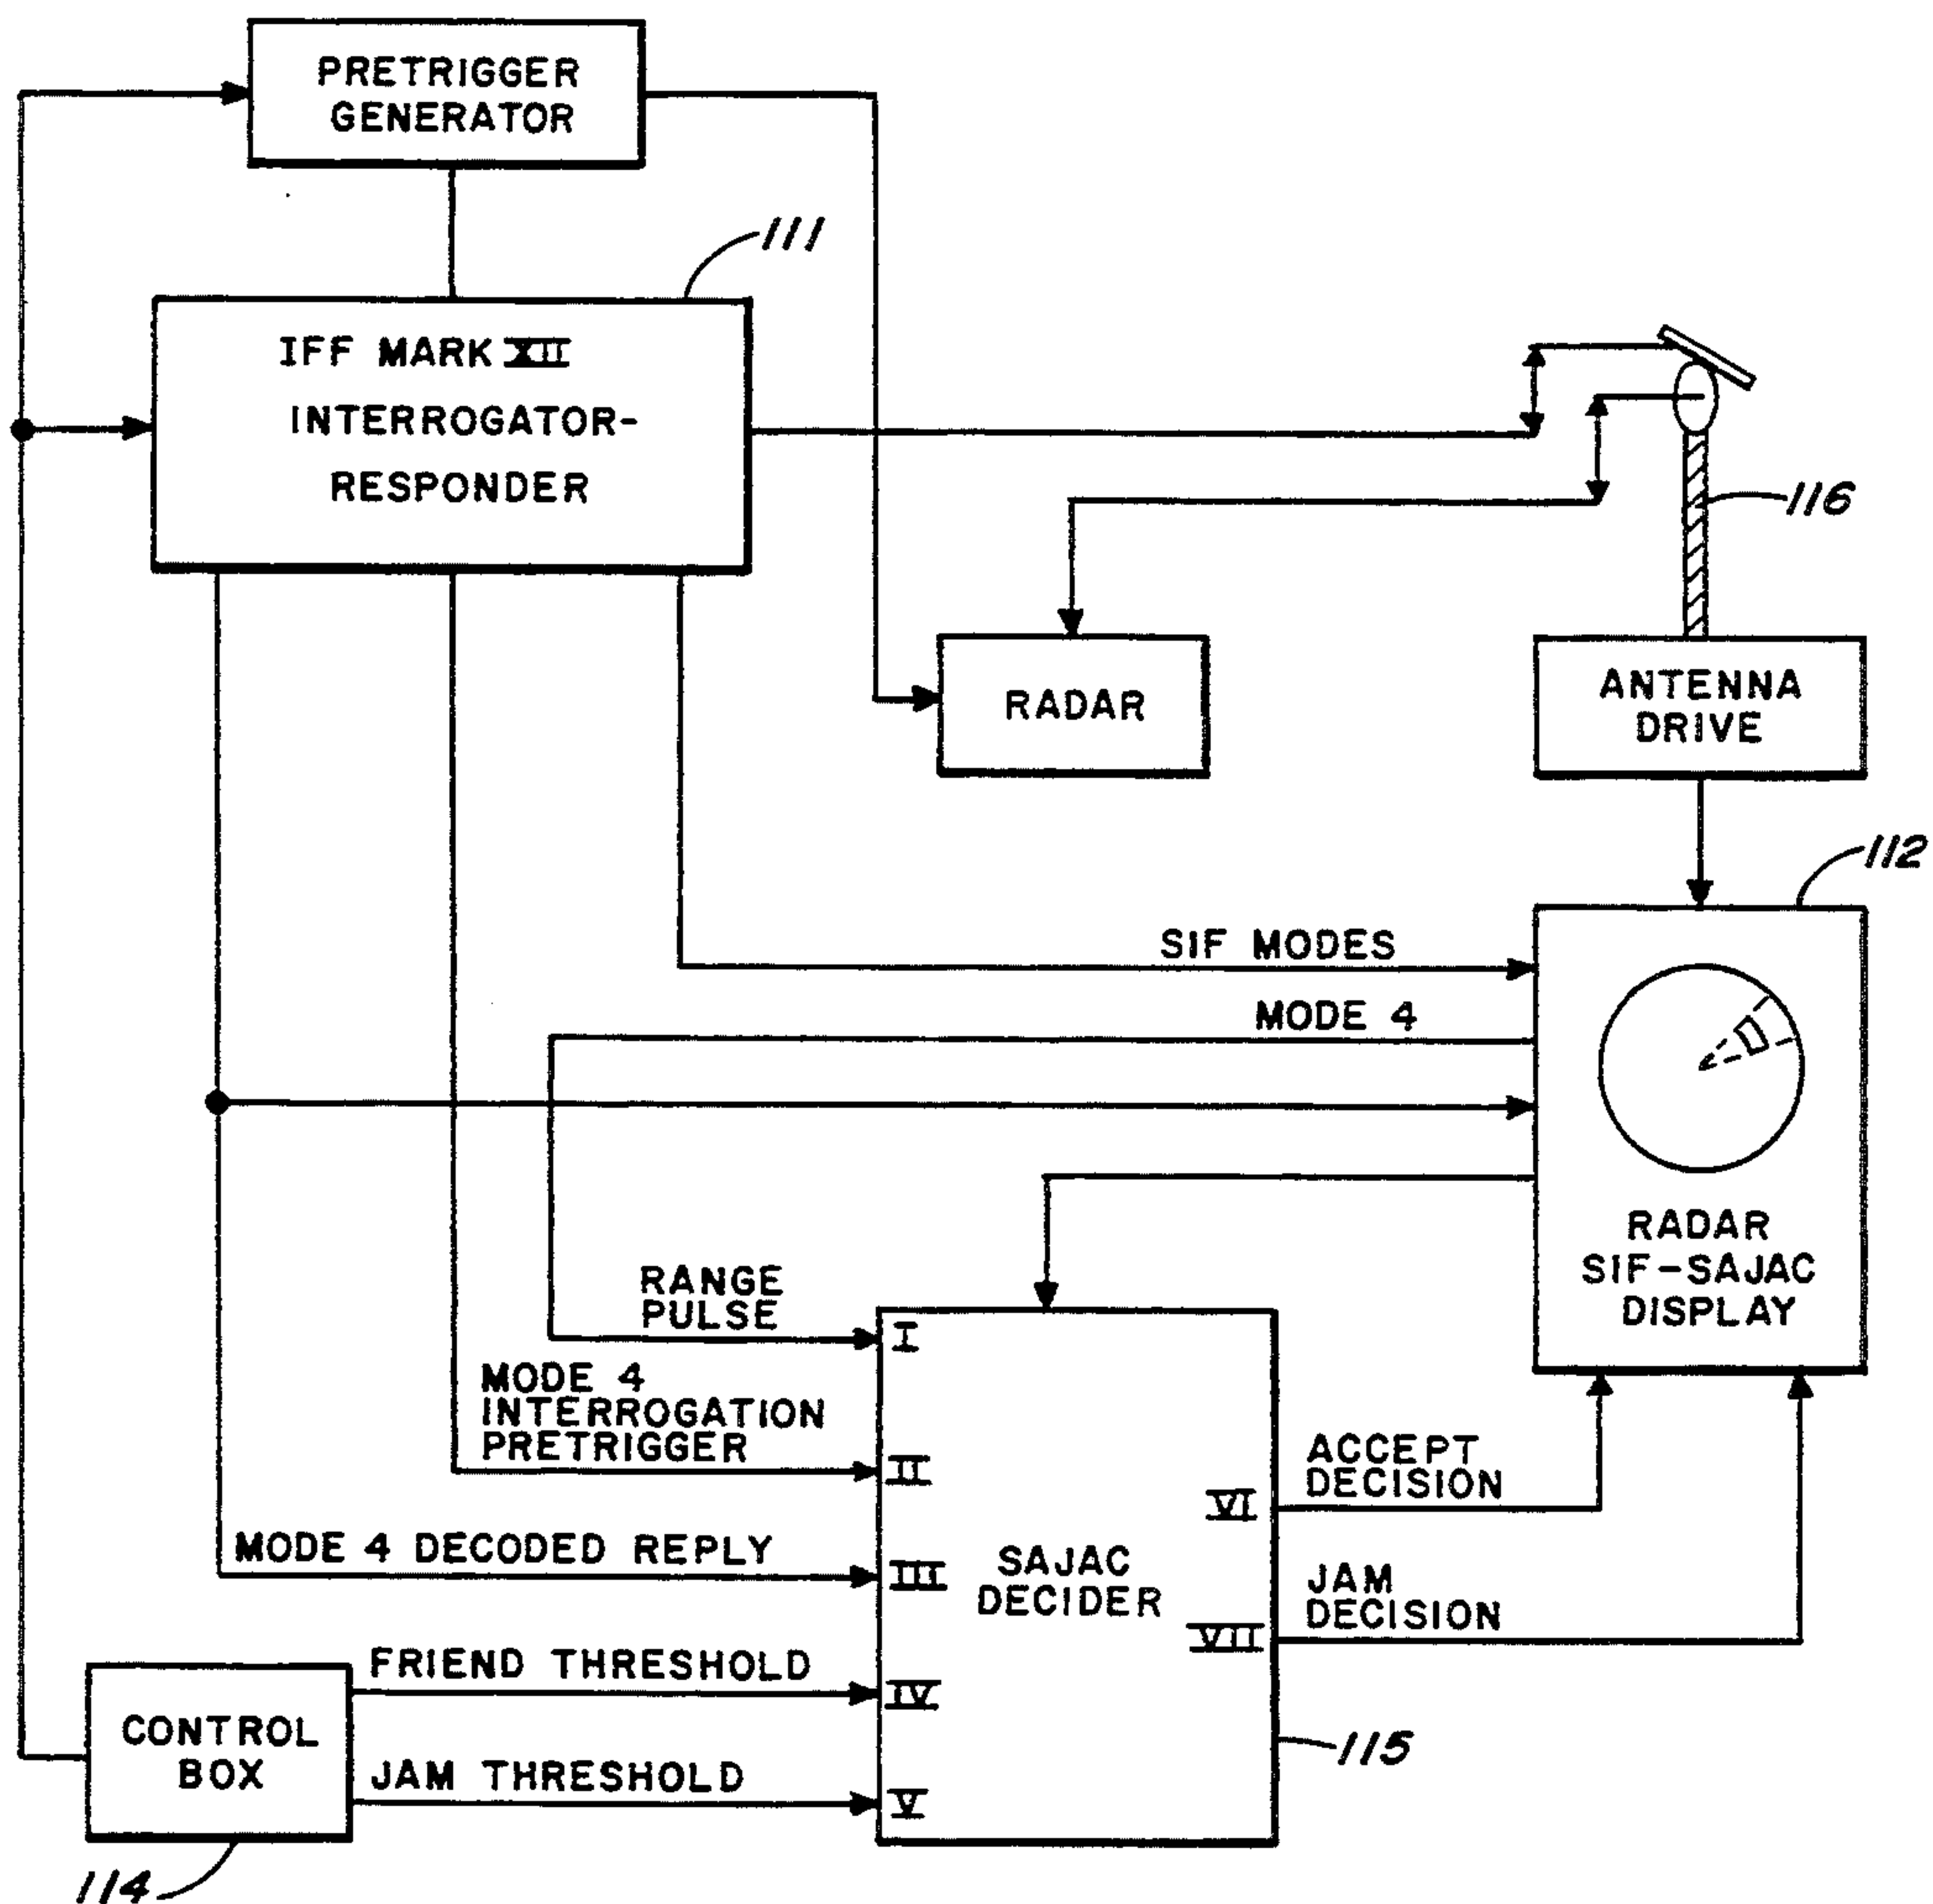 PRETRIGGER
GENERATOR
111
IFF MARK XII
INTERROGATOR-
RESPONDER
116
RADAR
ANTENNA
DRIVE
112
SIF MODES
MODE 4
RADAR
SIF-SAJAC
DISPLAY
RANGE
PULSE
I
MODE 4
INTERROGATION
PRETRIGGER
II
ACCEPT
DECISION
VI
MODE 4 DECODED REPLY
III
SAJAC
DECIDER
JAM
DECISION
VII
FRIEND THRESHOLD
IV
CONTROL
BOX
JAM THRESHOLD
V
115
114